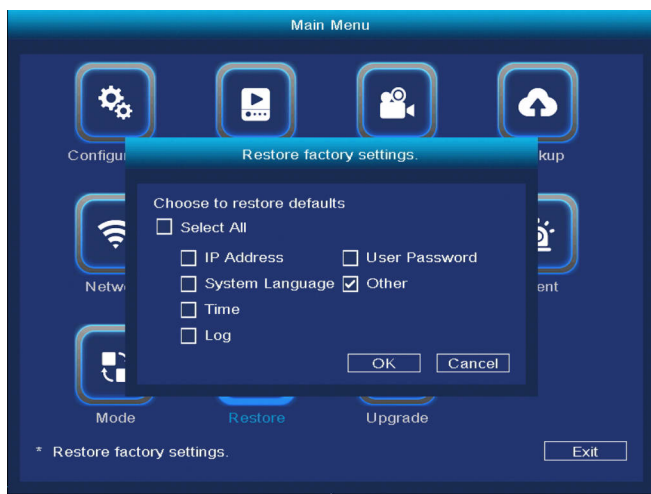 Main Menu
Configu
kup
Restore factory settings.
Choose to restore defaults
Select All
IP Address
User Password
System Language
Other
Time
Log
OK
Cancel
Netw
ent
Mode
Restore
Upgrade
* Restore factory settings.
Exit